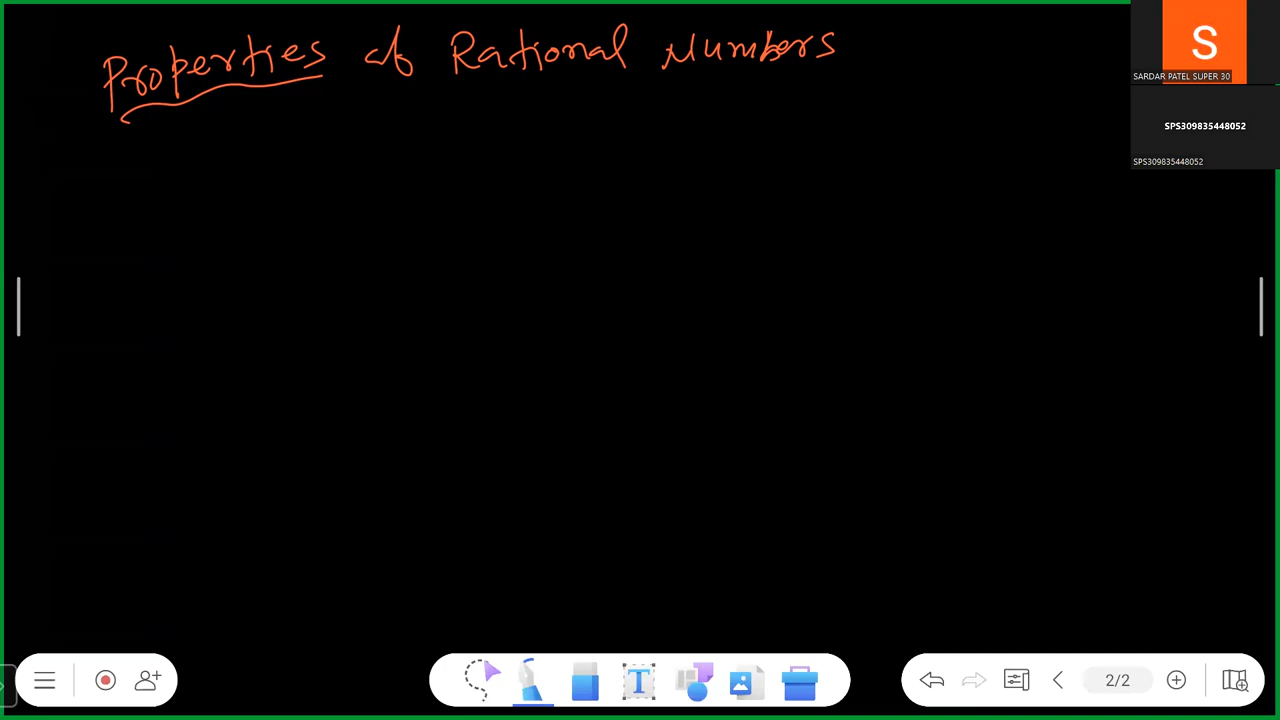 Properties of Rational Numbers
S
SARDAR PATEL SUPER 30
SPS309835448052
SPS309835448052
T
2/2